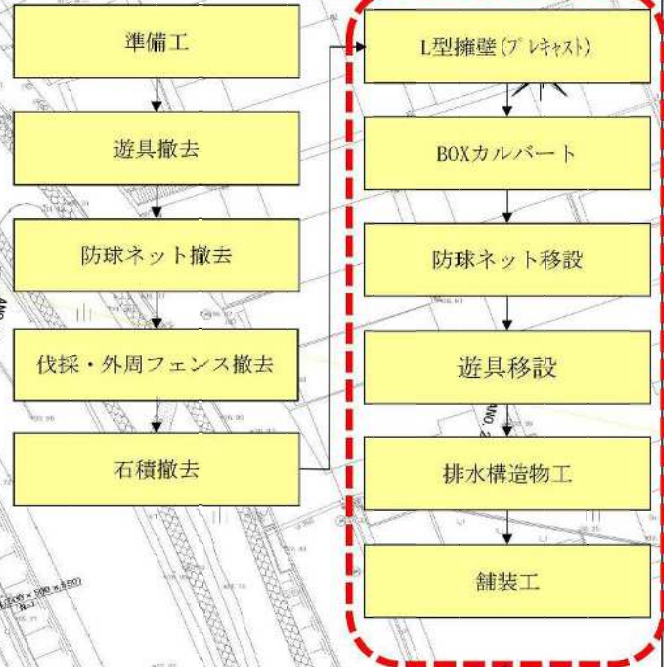 準備工
遊具撤去
防球ネット撤去
伐採・外周フェンス撤去
石積撤去
L型擁壁(プレキャスト)
BOXカルバート
防球ネット移設
遊具移設
排水構造物工
舗装工